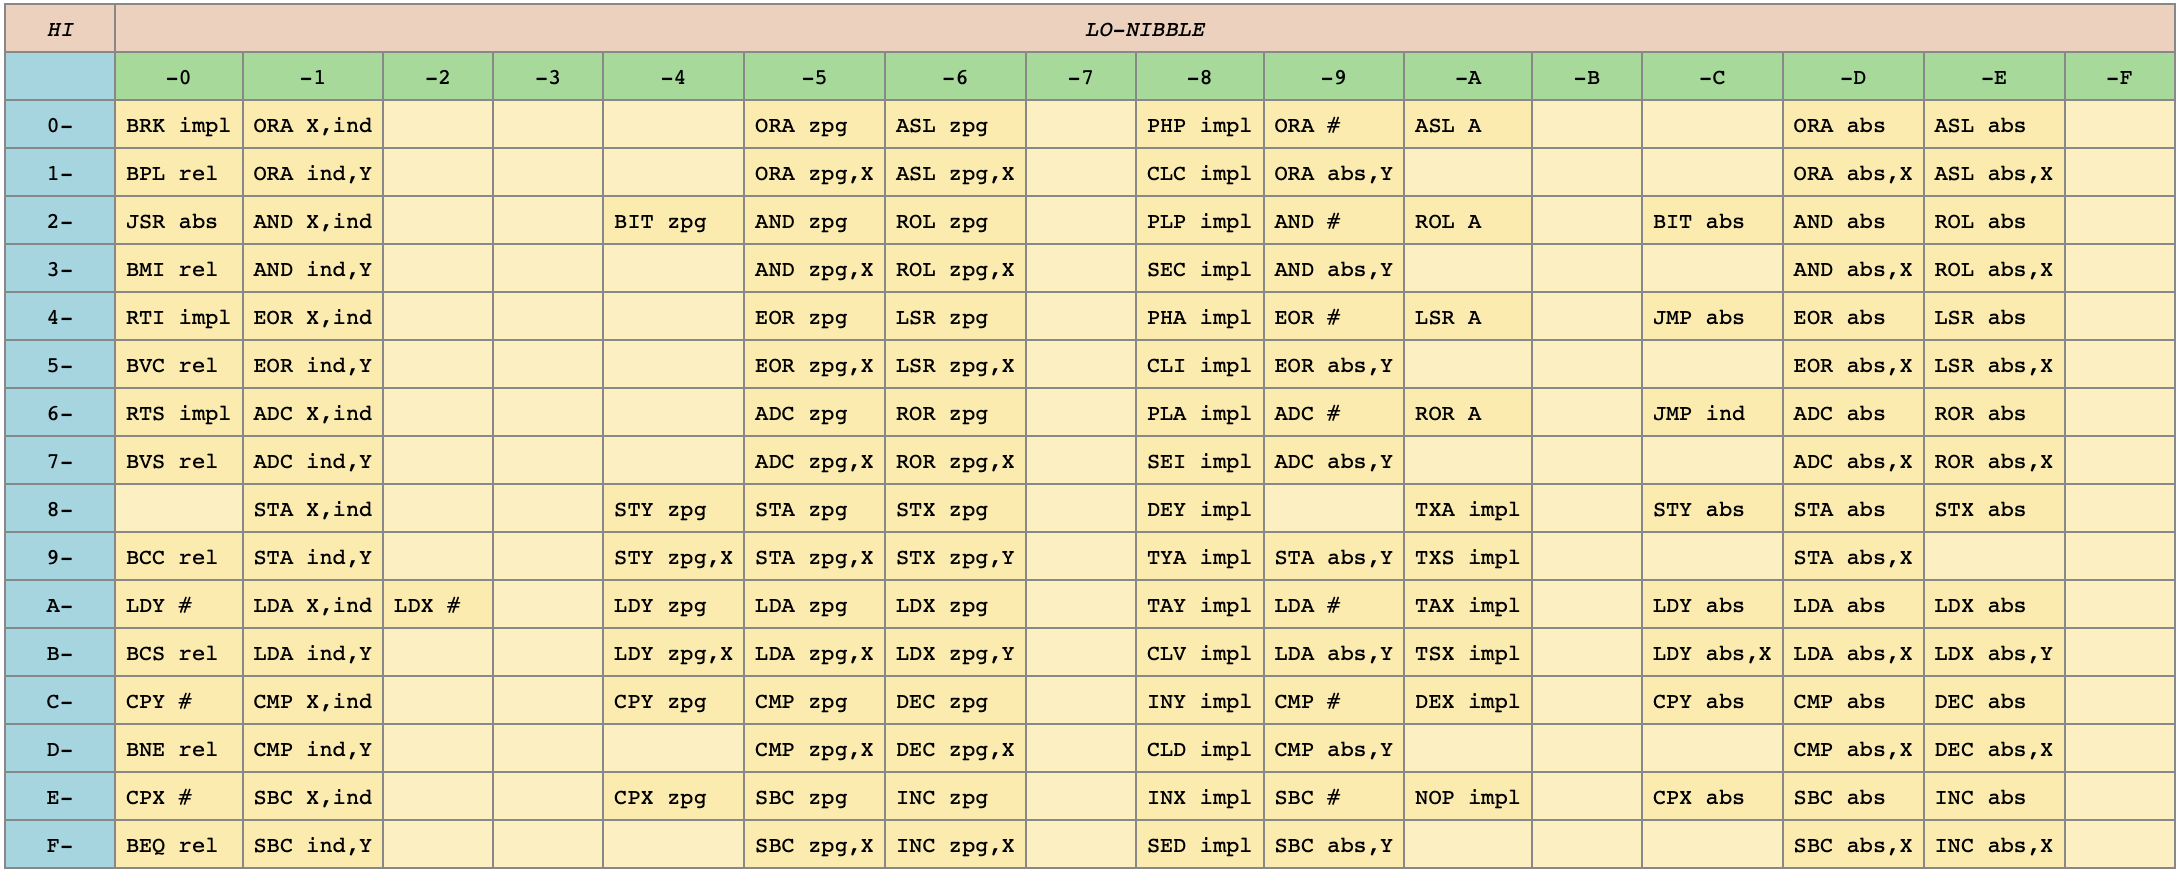 HI LO-NIBBLE
-0 -1 -2 -3 -4 -5 -6 -7 -8 -9 -A -B -C -D -E -F
0- BRK impl ORA X,ind ORA zpg ASL zpg PHP impl ORA # ASL A ORA abs ASL abs
1- BPL rel ORA ind,Y ORA zpg,X ASL zpg,X CLC impl ORA abs,Y ORA abs,X ASL abs,X
2- JSR abs AND X,ind BIT zpg AND zpg ROL zpg PLP impl AND # ROL A BIT abs AND abs ROL abs
3- BMI rel AND ind,Y AND zpg,X ROL zpg,X SEC impl AND abs,Y AND abs,X ROL abs,X
4- RTI impl EOR X,ind EOR zpg LSR zpg PHA impl EOR # LSR A JMP abs EOR abs LSR abs
5- BVC rel EOR ind,Y EOR zpg,X LSR zpg,X CLI impl EOR abs,Y EOR abs,X LSR abs,X
6- RTS impl ADC X,ind ADC zpg ROR zpg PLA impl ADC # ROR A JMP ind ADC abs ROR abs
7- BVS rel ADC ind,Y ADC zpg,X ROR zpg,X SEI impl ADC abs,Y ADC abs,X ROR abs,X
8- STA X,ind STY zpg STA zpg STX zpg DEY impl TXA impl STY abs STA abs STX abs
9- BCC rel STA ind,Y STY zpg,X STA zpg,X STX zpg,Y TYA impl STA abs,Y TXS impl STA abs,X
A- LDY # LDA X,ind LDX # LDY zpg LDA zpg LDX zpg TAY impl LDA # TAX impl LDY abs LDA abs LDX abs
B- BCS rel LDA ind,Y LDY zpg,X LDA zpg,X LDX zpg,Y CLV impl LDA abs,Y TSX impl LDY abs,X LDA abs,X LDX abs,Y
C- CPY # CMP X,ind CPY zpg CMP zpg DEC zpg INY impl CMP # DEX impl CPY abs CMP abs DEC abs
D- BNE rel CMP ind,Y CMP zpg,X DEC zpg,X CLD impl CMP abs,Y CMP abs,X DEC abs,X
E- CPX # SBC X,ind CPX zpg SBC zpg INC zpg INX impl SBC # NOP impl CPX abs SBC abs INC abs
F- BEQ rel SBC ind,Y SBC zpg,X INC zpg,X SED impl SBC abs,Y SBC abs,X INC abs,X